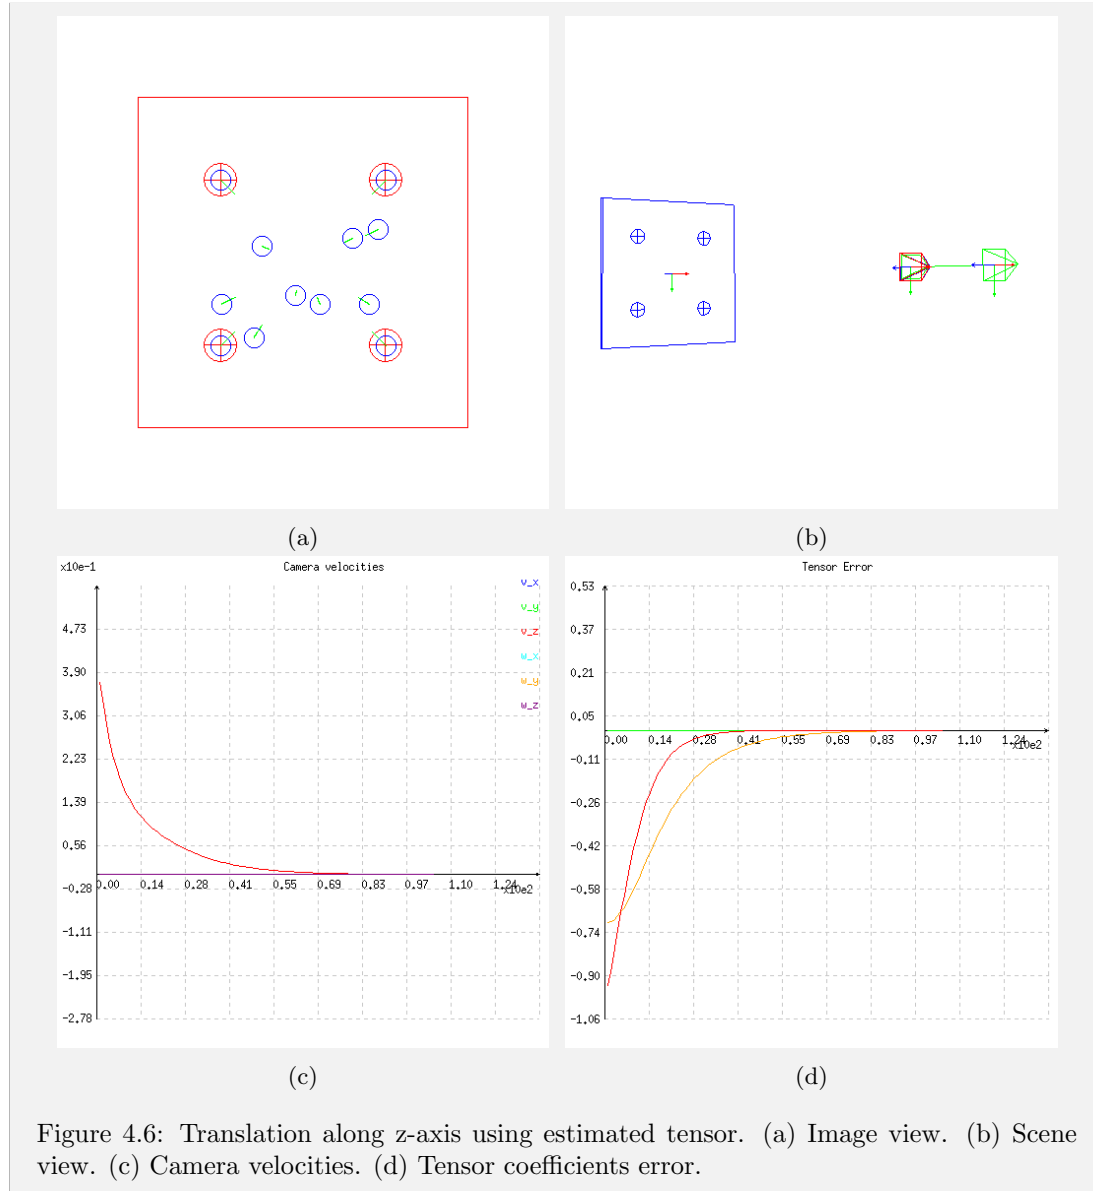 (a)
(b)
x10e-1
Camera velocities
v_x
v_y
v_z
w_x
w_y
w_z
4.73
3.90
3.06
2.23
1.39
0.56
-0.28
-1.11
-1.95
-2.78
0.00 0.14 0.28 0.41 0.55 0.69 0.83 0.97 1.10 1.24
x10e2
Tensor Error
0.53
0.37
0.21
0.05
-0.11
-0.26
-0.42
-0.58
-0.74
-0.90
-1.06
0.00 0.14 0.28 0.41 0.55 0.69 0.83 0.97 1.10 1.24
x10e2
(c)
(d)
Figure 4.6: Translation along z-axis using estimated tensor. (a) Image view. (b) Scene
view. (c) Camera velocities. (d) Tensor coefficients error.